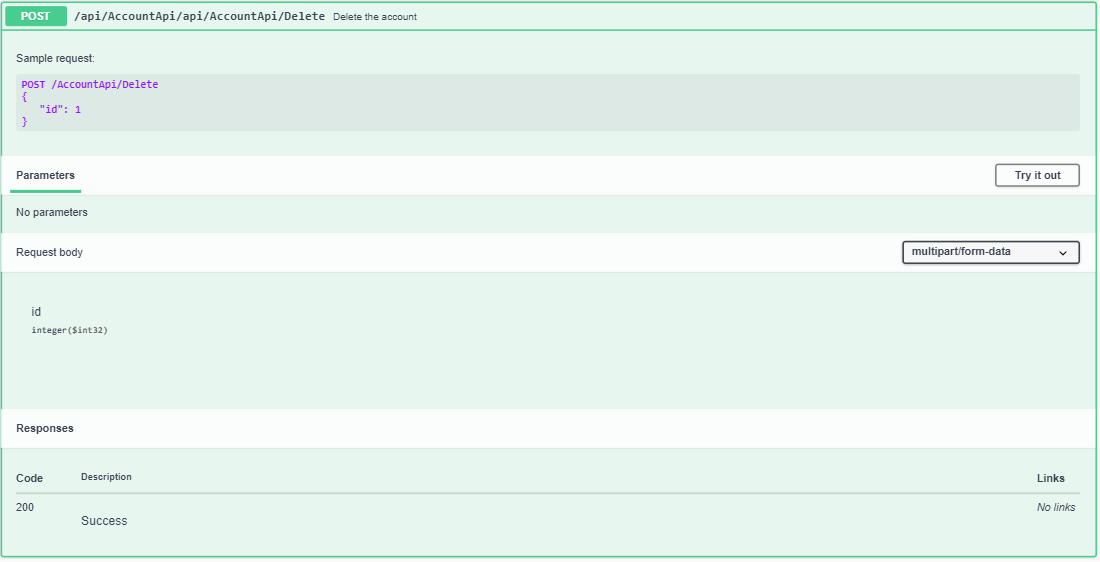 POST /api/AccountApi/api/AccountApi/Delete Delete the account
Sample request:
POST /AccountApi/Delete
{
"id": 1
}
Parameters Try it out
No parameters
Request body multipart/form-data
id
integer($int32)
Responses
Code Description Links
200 No links
Success